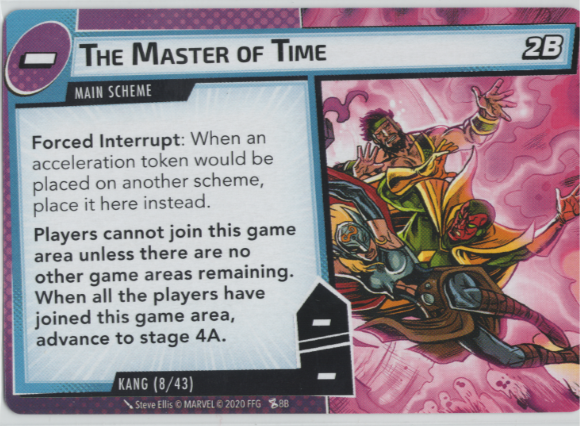 THE MASTER OF TIME
2B
MAIN SCHEME
Forced Interrupt: When an
acceleration token would be
placed on another scheme,
place it here instead.
Players cannot join this game
area unless there are no
other game areas remaining.
When all the players have
joined this game area,
advance to stage 4A.
–
–
–
KANG (8/43)
Steve Ellis © MARVEL © 2020 FFG 8B